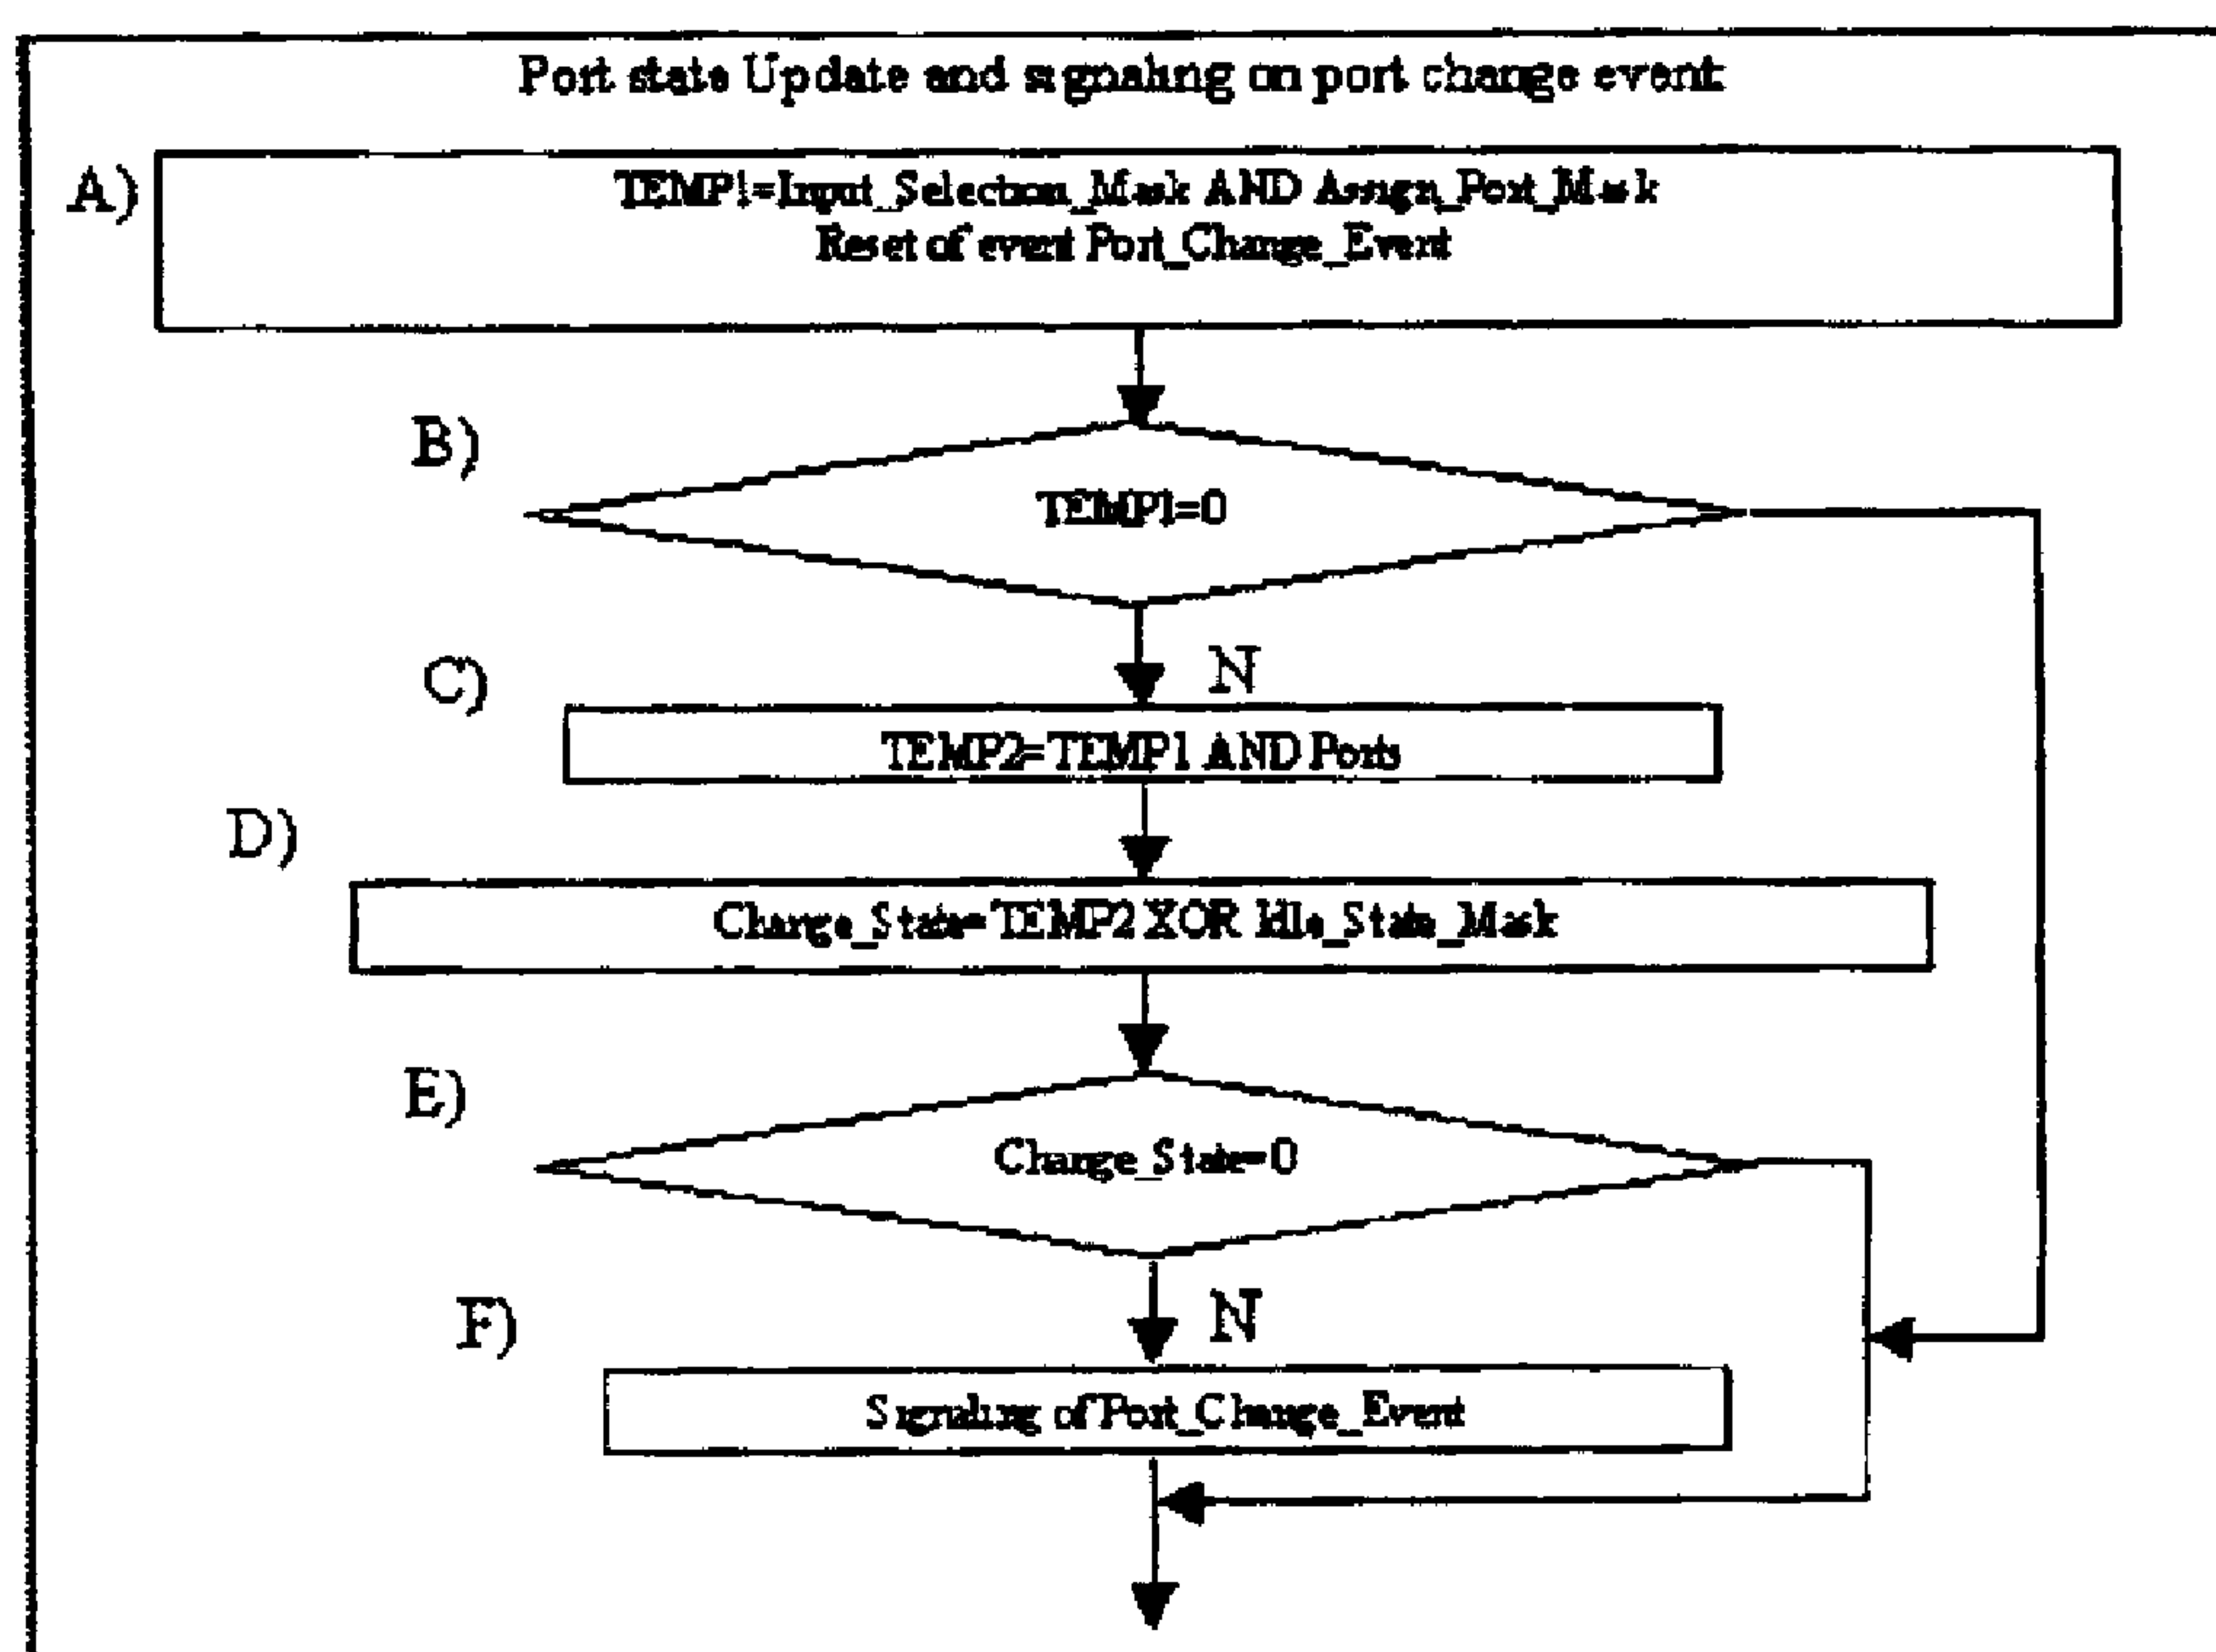 Port state Update and signaling on port change event
A)
TEMP1=Input_Selection_Mask AND Assign_Port_Mask
Reset of event Port_Change_Event
B)
TEMP1=0
N
C)
TEMP2=TEMP1 AND Ports
D)
Change_State=TEMP2 XOR Idle_State_Mask
E)
Change_State=0
N
F)
Signaling of Port_Change_Event